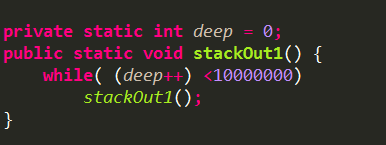 private static int deep = 0;
public static void stackOut1() {
    while( (deep++) <10000000)
        stackOut1();
}